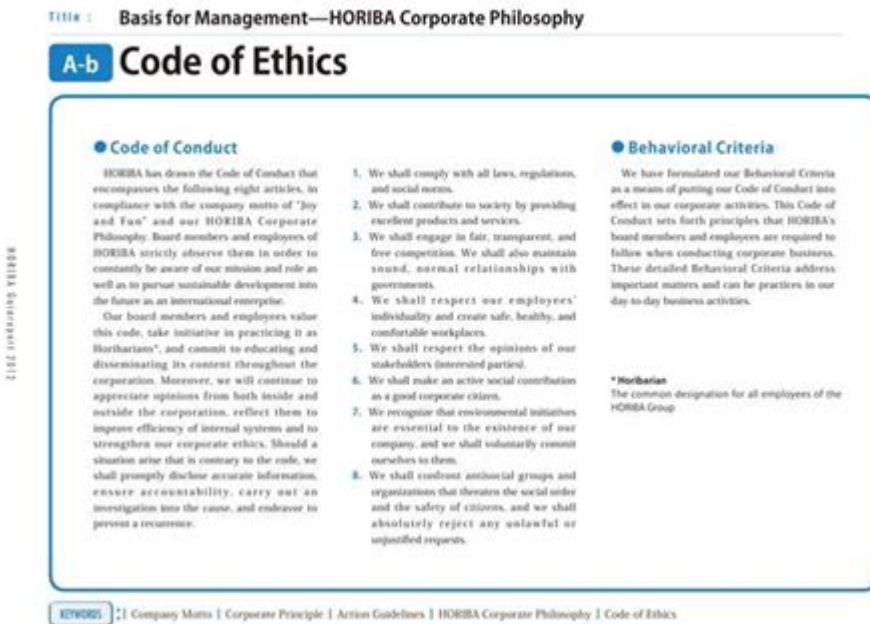 Title : Basis for Management—HORIBA Corporate Philosophy
A-b Code of Ethics
Code of Conduct
HORIBA has drawn the Code of Conduct that
encompasses the following eight articles, in
compliance with the company motto of "Joy
and Fun" and our HORIBA Corporate
Philosophy. Board members and employees of
HORIBA strictly observe them in order to
constantly be aware of our mission and role as
well as to pursue sustainable development into
the future as an international enterprise.
Our board members and employees value
this code, take initiative in practicing it as
Horibarians*, and commit to educating and
disseminating its content throughout the
corporation. Moreover, we will continue to
appreciate opinions from both inside and
outside the corporation, reflect them to
improve efficiency of internal systems and to
strengthen our corporate ethics. Should a
situation arise that is contrary to the code, we
shall promptly disclose accurate information,
ensure accountability, carry out an
investigation into the cause, and endeavor to
prevent a recurrence.
1. We shall comply with all laws, regulations,
and social norms.
2. We shall contribute to society by providing
excellent products and services.
3. We shall engage in fair, transparent, and
free competition. We shall also maintain
sound, normal relationships with
governments.
4. We shall respect our employees'
individuality and create safe, healthy, and
comfortable workplaces.
5. We shall respect the opinions of our
stakeholders (interested parties).
6. We shall make an active social contribution
as a good corporate citizen.
7. We recognize that environmental initiatives
are essential to the existence of our
company, and we shall voluntarily commit
ourselves to them.
8. We shall confront antisocial groups and
organizations that threaten the social order
and the safety of citizens, and we shall
absolutely reject any unlawful or
unjustified requests.
Behavioral Criteria
We have formulated our Behavioral Criteria
as a means of putting our Code of Conduct into
effect in our corporate activities. This Code of
Conduct sets forth principles that HORIBA's
board members and employees are required to
follow when conducting corporate business.
These detailed Behavioral Criteria address
important matters and can be practices in our
day-to-day business activities.
* Horibarian
The common designation for all employees of the
HORIBA Group
HORIBA Gaiareport 2012
KEYWORDS : | Company Motto | Corporate Principle | Action Guidelines | HORIBA Corporate Philosophy | Code of Ethics